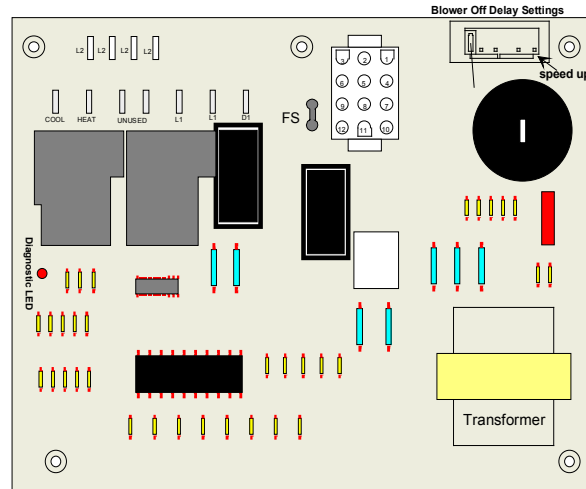 Blower Off Delay Settings
L2 L2 L2 L2
speed up
3 2 1
6 5 4
9 8 7
12 11 10
FS
COOL HEAT UNUSED L1 L1 D1
Diagnostic LED
Transformer